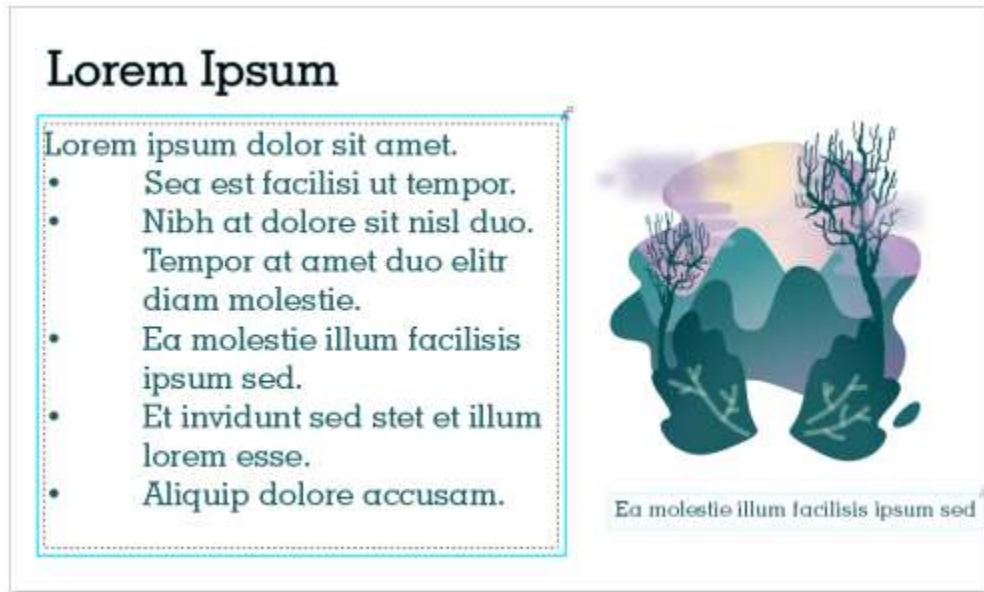 Lorem Ipsum
Lorem ipsum dolor sit amet.
• Sea est facilisi ut tempor.
• Nibh at dolore sit nisl duo.
Tempor at amet duo elitr
diam molestie.
• Ea molestie illum facilisis
ipsum sed.
• Et invidunt sed stet et illum
lorem esse.
• Aliquip dolore accusam.
Ea molestie illum facilisis ipsum sed